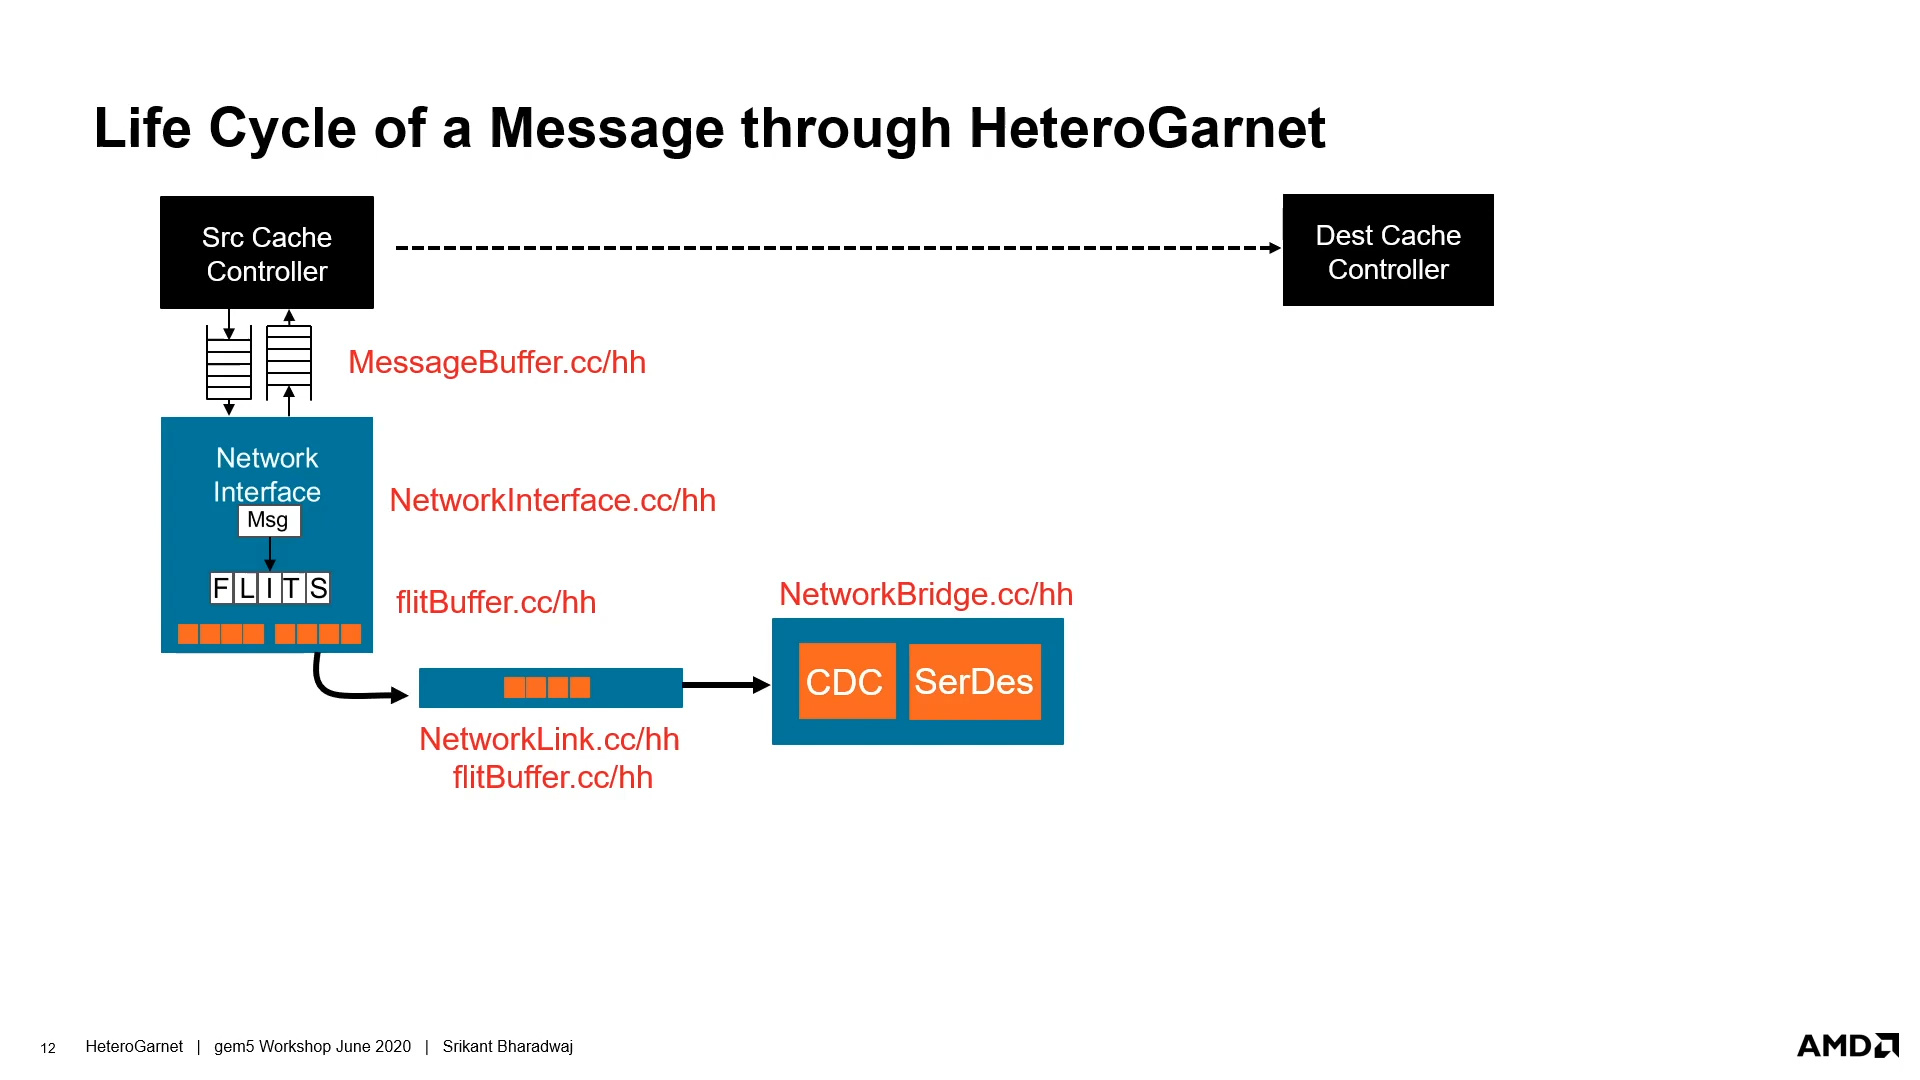 Life Cycle of a Message through HeteroGarnet
Src Cache
Controller
Dest Cache
Controller
MessageBuffer.cc/hh
Network
Interface
Msg
NetworkInterface.cc/hh
FLITS
flitBuffer.cc/hh
NetworkBridge.cc/hh
CDC
SerDes
NetworkLink.cc/hh
flitBuffer.cc/hh
12 HeteroGarnet | gem5 Workshop June 2020 | Srikant Bharadwaj
AMD